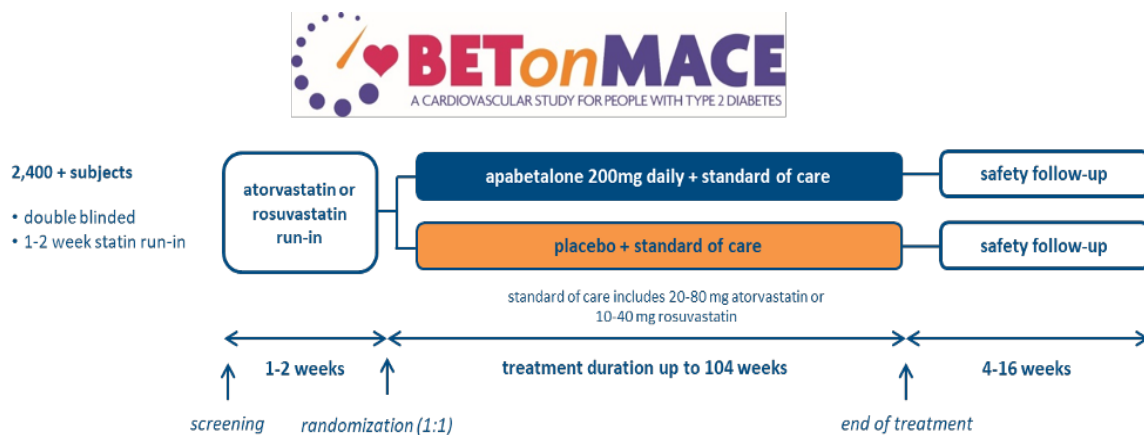 BETonMACE
A CARDIOVASCULAR STUDY FOR PEOPLE WITH TYPE 2 DIABETES
2,400 + subjects
• double blinded
• 1-2 week statin run-in
atorvastatin or
rosuvastatin
run-in
apabetalone 200mg daily + standard of care
safety follow-up
placebo + standard of care
safety follow-up
standard of care includes 20-80 mg atorvastatin or
10-40 mg rosuvastatin
1-2 weeks
treatment duration up to 104 weeks
4-16 weeks
screening
randomization (1:1)
end of treatment